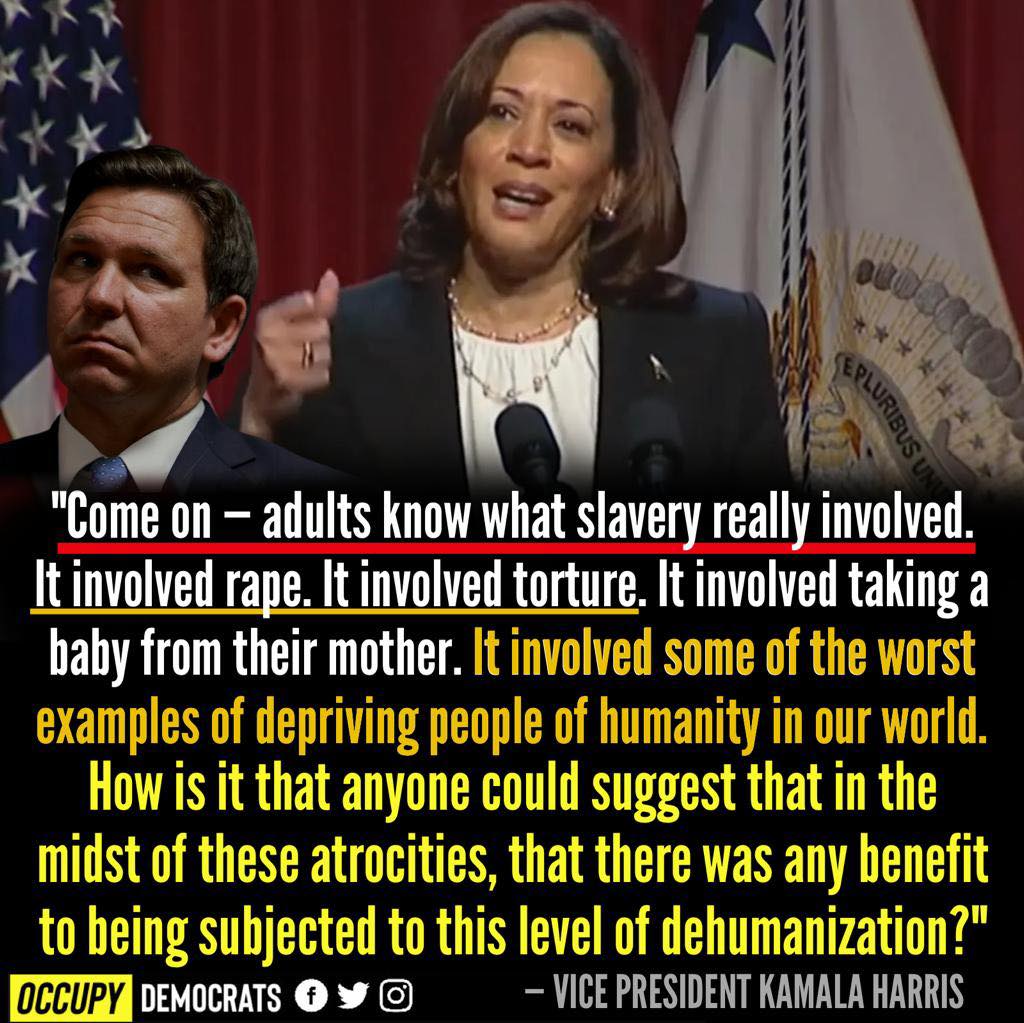 E PLURIBUS UN
"Come on – adults know what slavery really involved.
It involved rape. It involved torture. It involved taking a
baby from their mother. It involved some of the worst
examples of depriving people of humanity in our world.
How is it that anyone could suggest that in the
midst of these atrocities, that there was any benefit
to being subjected to this level of dehumanization?"
OCCUPY DEMOCRATS
– VICE PRESIDENT KAMALA HARRIS